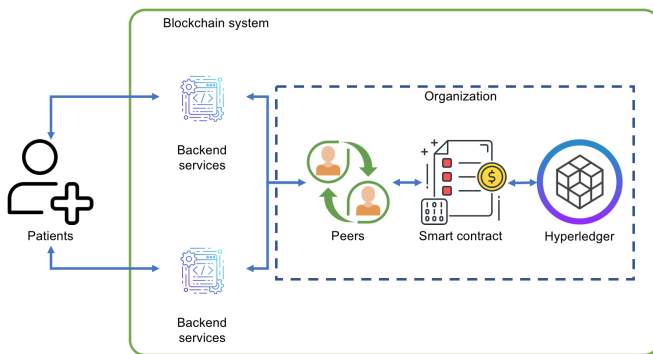 Blockchain system
Organization
Backend
services
Patients
Peers
Smart contract
Hyperledger
Backend
services